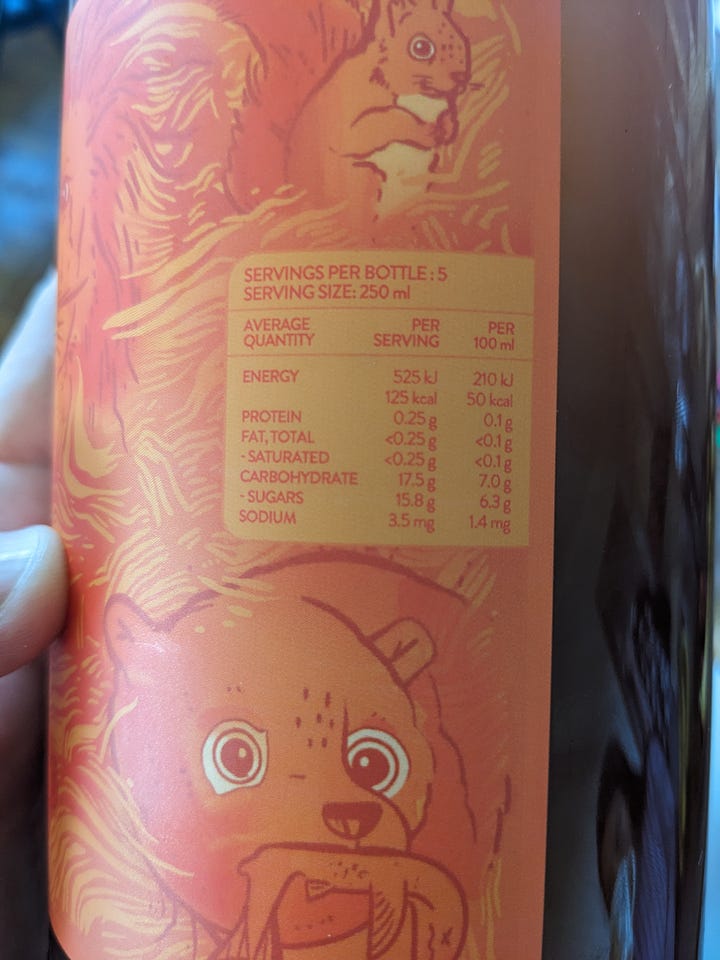 SERVINGS PER BOTTLE : 5
SERVING SIZE: 250 ml
AVERAGE QUANTITY PER SERVING PER 100 ml
ENERGY 525 kJ 210 kJ
125 kcal 50 kcal
PROTEIN 0.25 g 0.1 g
FAT, TOTAL <0.25 g <0.1 g
- SATURATED <0.25 g <0.1 g
CARBOHYDRATE 17.5 g 7.0 g
- SUGARS 15.8 g 6.3 g
SODIUM 3.5 mg 1.4 mg